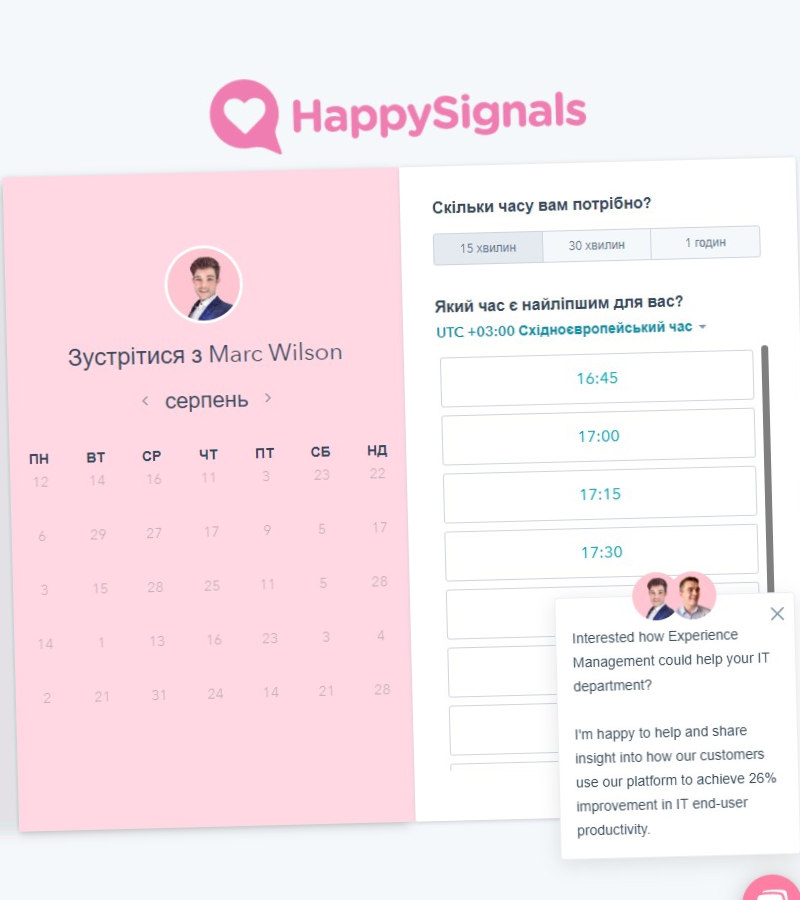 HappySignals
Зустрітися з Marc Wilson
серпень
ПН ВТ СР ЧТ ПТ СБ НД
12 14 16 11 3 23 22
6 29 27 17 9 5 17
3 15 28 25 11 5 28
14 1 13 16 23 3 4
2 21 31 24 14 21 28
Скільки часу вам потрібно?
15 хвилин 30 хвилин 1 годин
Який час є найліпшим для вас?
UTC +03:00 Східноєвропейський час
16:45
17:00
17:15
17:30
Interested how Experience
Management could help your IT
department?
I'm happy to help and share
insight into how our customers
use our platform to achieve 26%
improvement in IT end-user
productivity.